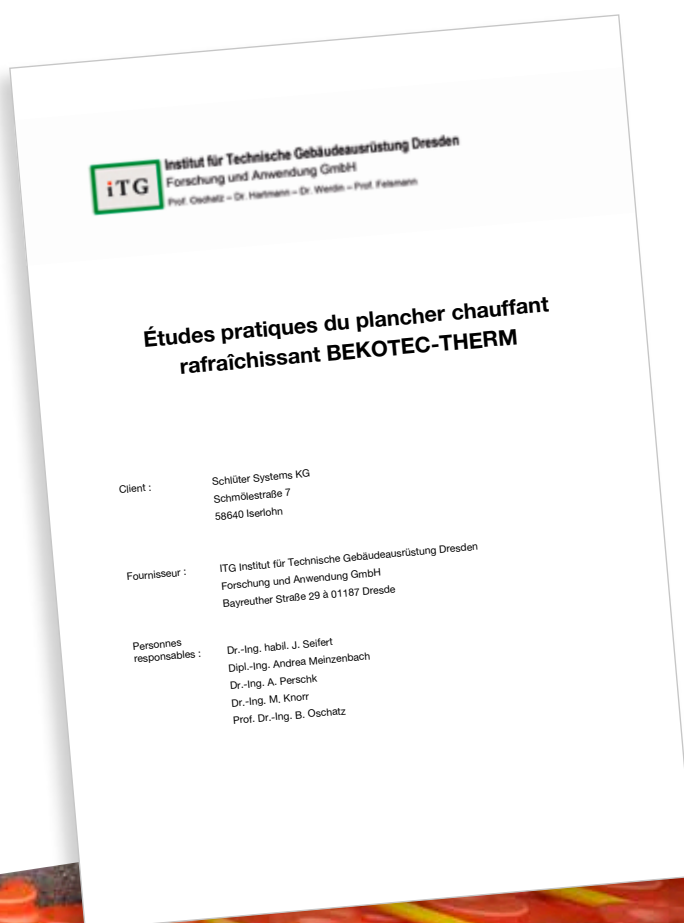 iTG
Institut für Technische Gebäudeausrüstung Dresden
Forschung und Anwendung GmbH
Prof. Oschatz – Dr. Hartmann – Dr. Werdin – Prof. Felsmann
Études pratiques du plancher chauffant
rafraîchissant BEKOTEC-THERM
Client :
Schlüter Systems KG
Schmölestraße 7
58640 Iserlohn
Fournisseur :
ITG Institut für Technische Gebäudeausrüstung Dresden
Forschung und Anwendung GmbH
Bayreuther Straße 29 à 01187 Dresde
Personnes
responsables :
Dr.-Ing. habil. J. Seifert
Dipl.-Ing. Andrea Meinzenbach
Dr.-Ing. A. Perschk
Dr.-Ing. M. Knorr
Prof. Dr.-Ing. B. Oschatz